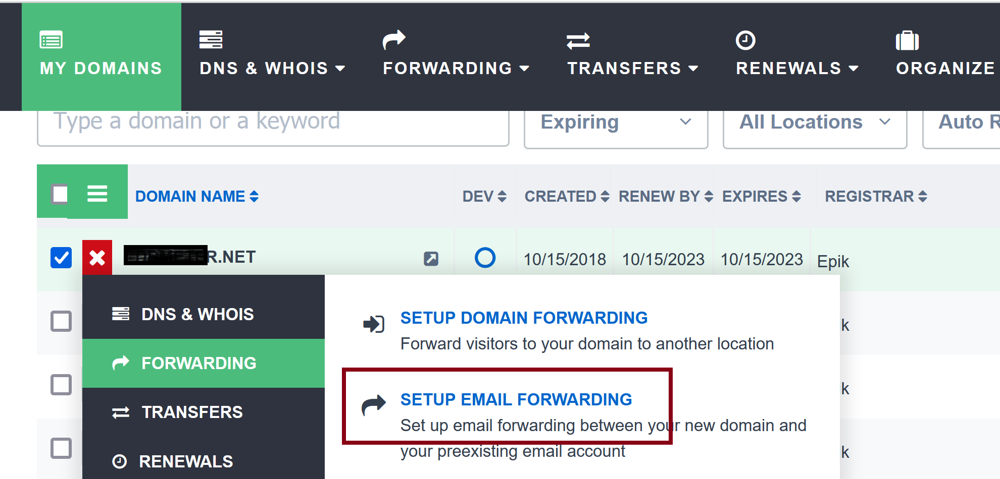 MY DOMAINS
DNS & WHOIS
FORWARDING
TRANSFERS
RENEWALS
ORGANIZE
Type a domain or a keyword
Expiring
All Locations
Auto R
DOMAIN NAME
DEV
CREATED
RENEW BY
EXPIRES
REGISTRAR
R.NET
10/15/2018
10/15/2023
10/15/2023
Epik
DNS & WHOIS
SETUP DOMAIN FORWARDING
Forward visitors to your domain to another location
ik
FORWARDING
SETUP EMAIL FORWARDING
Set up email forwarding between your new domain and
your preexisting email account
ik
TRANSFERS
ik
RENEWALS